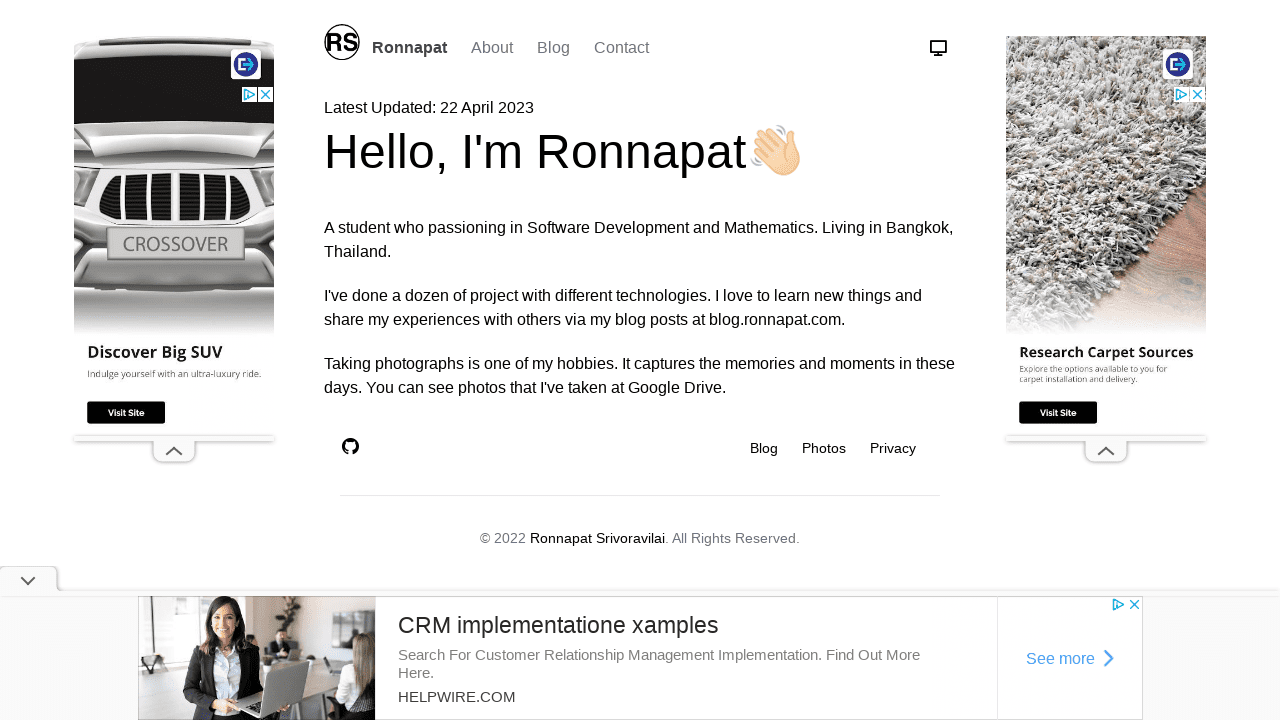 RS
Ronnapat About Blog Contact
Latest Updated: 22 April 2023
Hello, I'm Ronnapat
A student who passioning in Software Development and Mathematics. Living in Bangkok,
Thailand.
I've done a dozen of project with different technologies. I love to learn new things and
share my experiences with others via my blog posts at blog.ronnapat.com.
Taking photographs is one of my hobbies. It captures the memories and moments in these
days. You can see photos that I've taken at Google Drive.
Blog Photos Privacy
© 2022 Ronnapat Srivoravilai. All Rights Reserved.
CROSSOVER
Discover Big SUV
Indulge yourself with an ultra-luxury ride.
Visit Site
Research Carpet Sources
Explore the options available to you for
carpet installation and delivery.
Visit Site
CRM implementatione xamples
Search For Customer Relationship Management Implementation. Find Out More
Here.
HELPWIRE.COM
See more